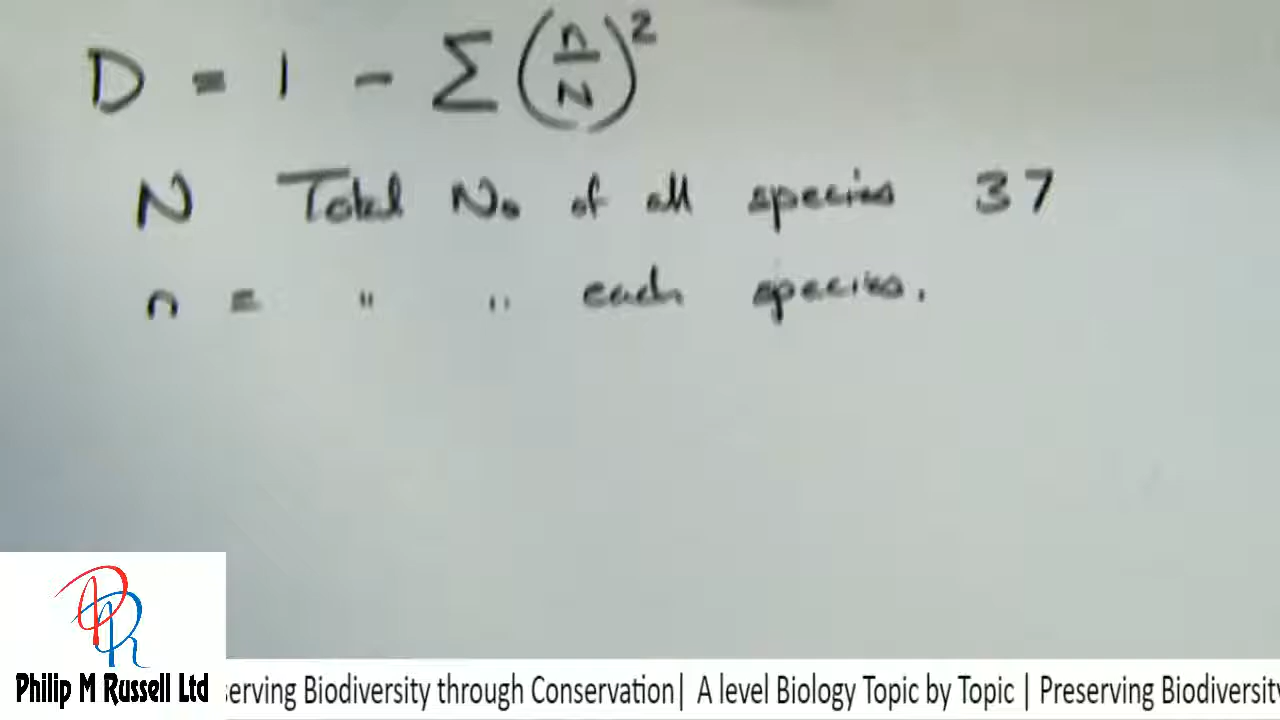 D = 1 - Σ (n/N)²
N Total No of all species 37
n = " " each species.
Philip M Russell Ltd
serving Biodiversity through Conservation| A level Biology Topic by Topic | Preserving Biodiversity